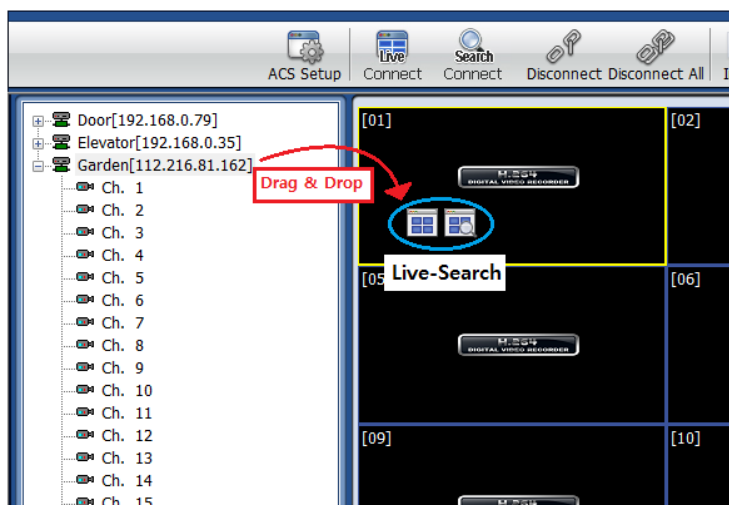 Live
Search
ACS Setup
Connect
Connect
Disconnect
Disconnect All
Door[192.168.0.79]
Elevator[192.168.0.35]
Garden[112.216.81.162]
Ch. 1
Ch. 2
Ch. 3
Ch. 4
Ch. 5
Ch. 6
Ch. 7
Ch. 8
Ch. 9
Ch. 10
Ch. 11
Ch. 12
Ch. 13
Ch. 14
Ch. 15
Drag & Drop
[01]
[02]
H.264
DIGITAL VIDEO RECORDER
Live-Search
[05
[06]
H.264
DIGITAL VIDEO RECORDER
[09]
[10]
H.264